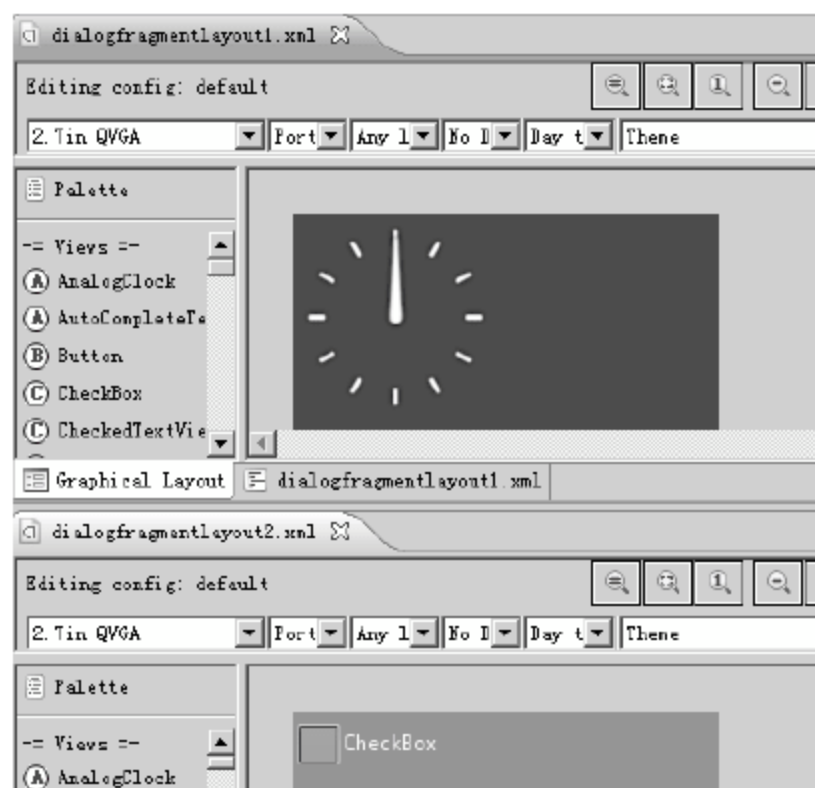 dialogfragmentlayout1.xml
Editing config: default
2.7in QVGA Port Any l No D Day t Theme
Palette
-= Views =-
AnalogClock
AutoCompleteTe
Button
CheckBox
CheckedTextVie
Graphical Layout dialogfragmentlayout1.xml
dialogfragmentlayout2.xml
Editing config: default
2.7in QVGA Port Any l No D Day t Theme
Palette
-= Views =-
CheckBox
AnalogClock